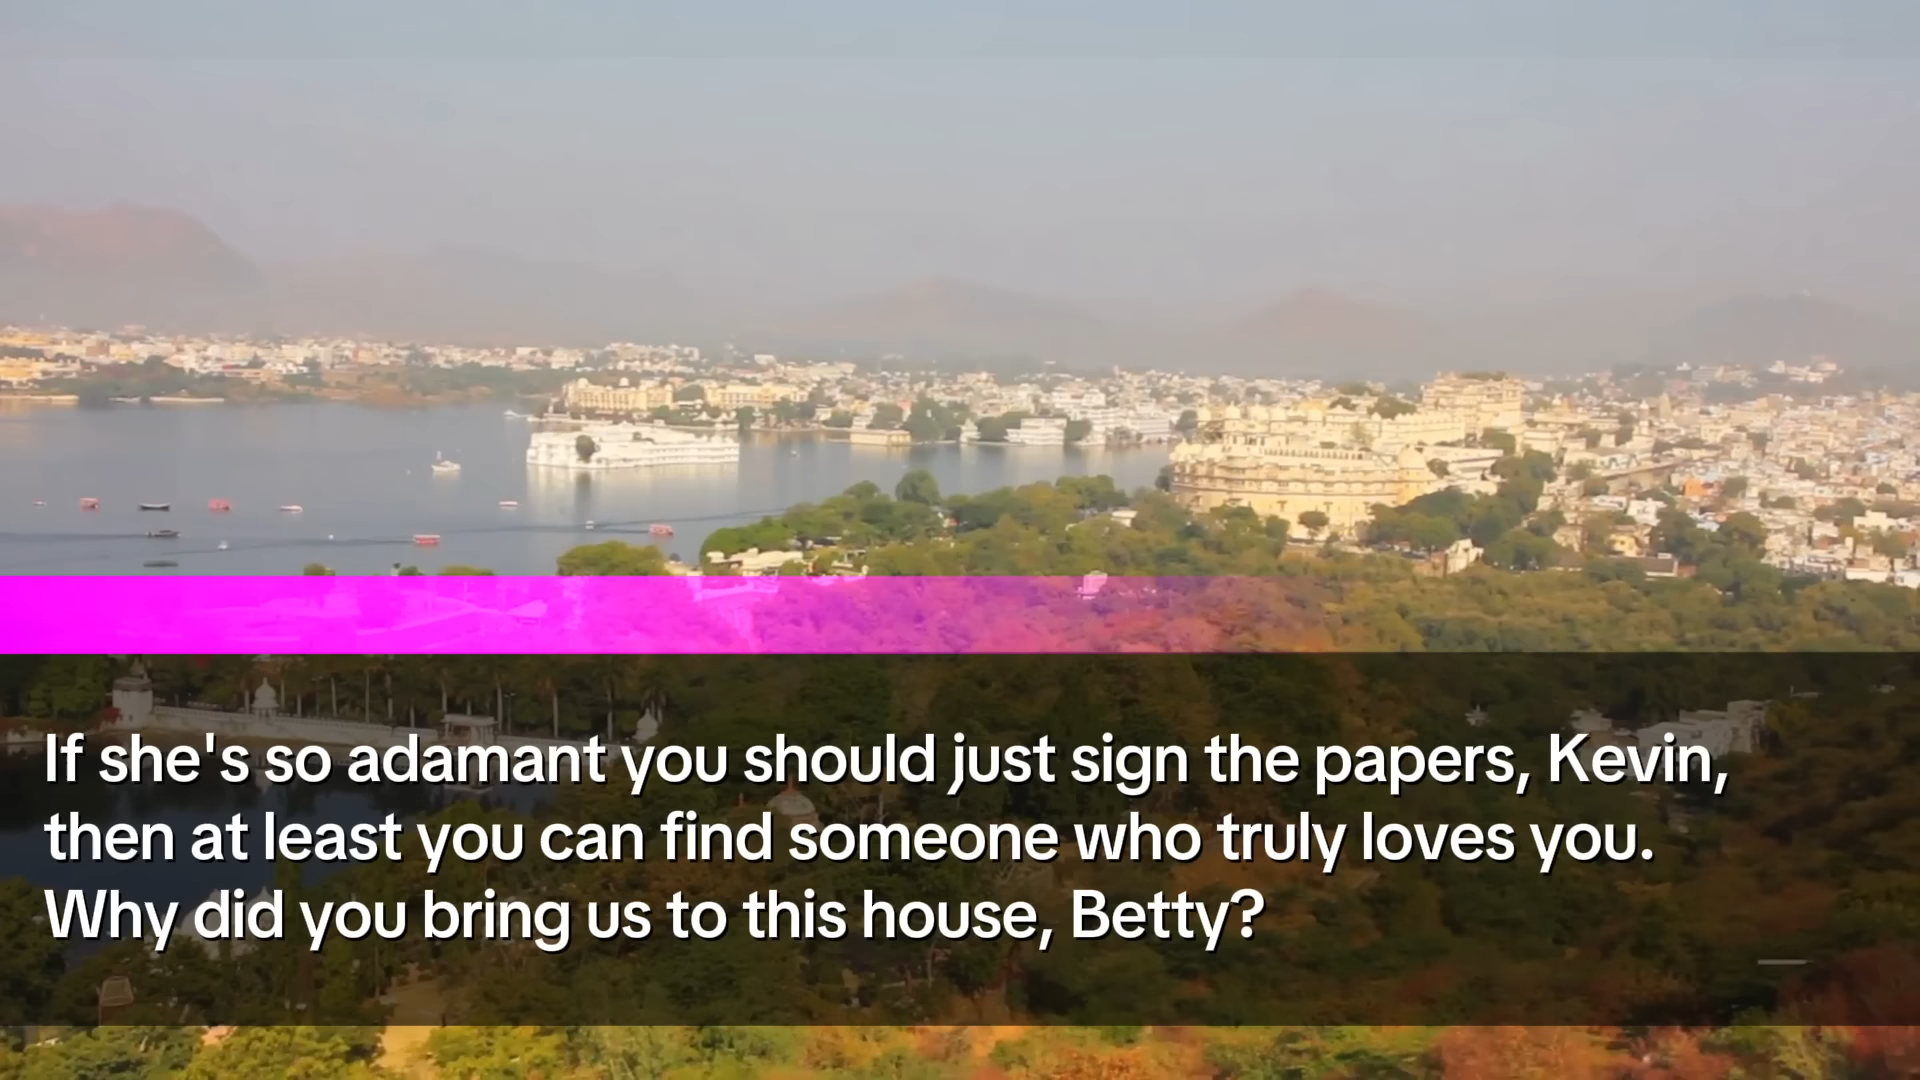 If she's so adamant you should just sign the papers, Kevin,
then at least you can find someone who truly loves you.
Why did you bring us to this house, Betty?